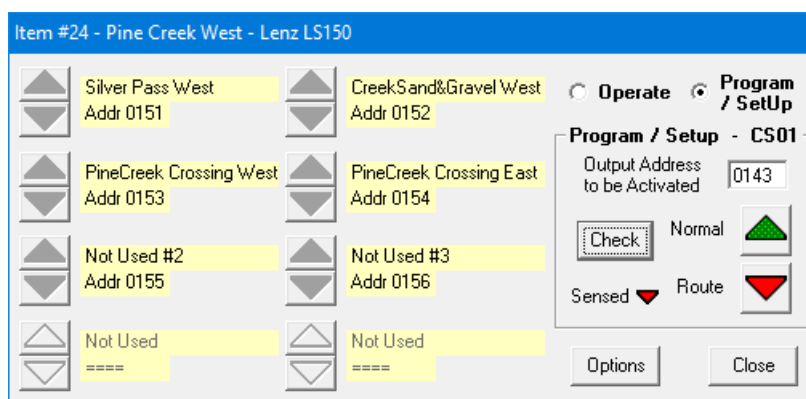 Item #24 - Pine Creek West - Lenz LS150
Silver Pass West
Addr 0151
CreekSand&Gravel West
Addr 0152
PineCreek Crossing West
Addr 0153
PineCreek Crossing East
Addr 0154
Not Used #2
Addr 0155
Not Used #3
Addr 0156
Not Used
====
Not Used
====
Operate
Program
/ SetUp
Program / Setup - CS01
Output Address
to be Activated
0143
Check
Normal
Sensed
Route
Options
Close